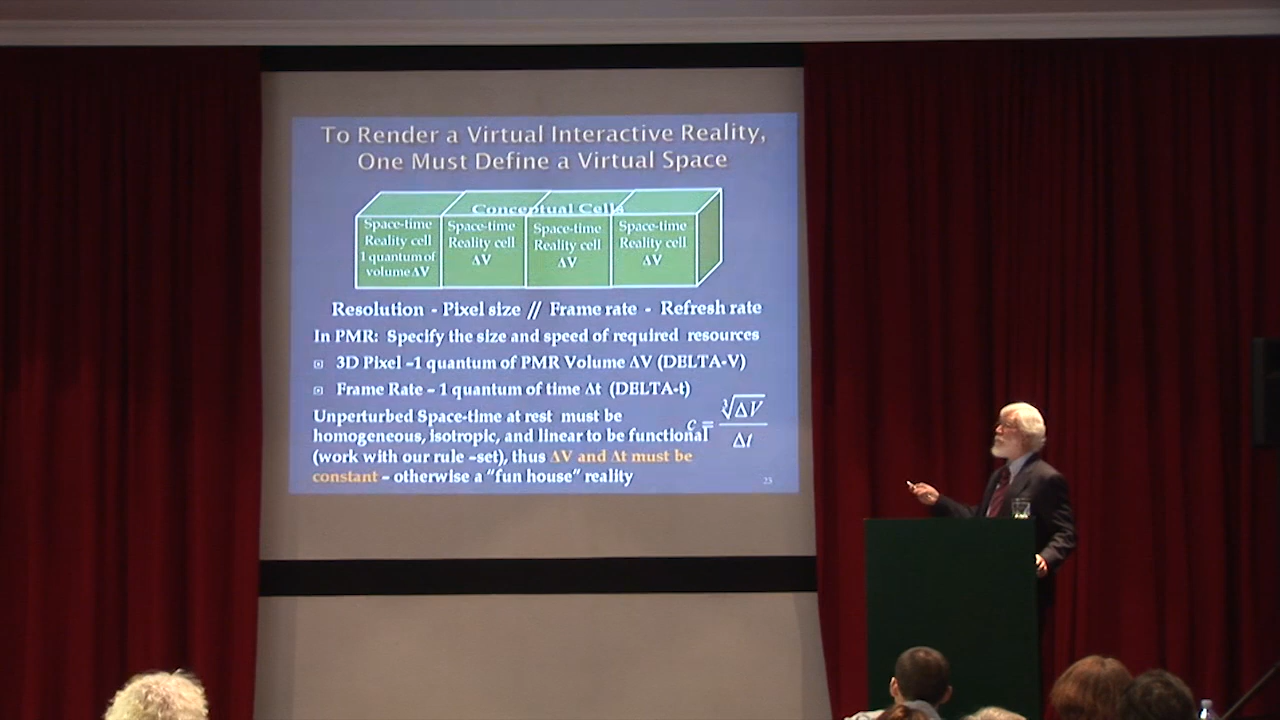 To Render a Virtual Interactive Reality,
One Must Define a Virtual Space
Conceptual Cells
Space-time
Reality cell
1 quantum of
volume ΔV
Space-time
Reality cell
ΔV
Space-time
Reality cell
ΔV
Space-time
Reality cell
ΔV
Resolution - Pixel size // Frame rate - Refresh rate
In PMR: Specify the size and speed of required resources
3D Pixel –1 quantum of PMR Volume ΔV (DELTA-V)
Frame Rate – 1 quantum of time Δt (DELTA-t)
Unperturbed Space-time at rest must be
homogeneous, isotropic, and linear to be functional
(work with our rule –set), thus ΔV and Δt must be
constant – otherwise a “fun house” reality
c = ∛ΔV / Δt
23